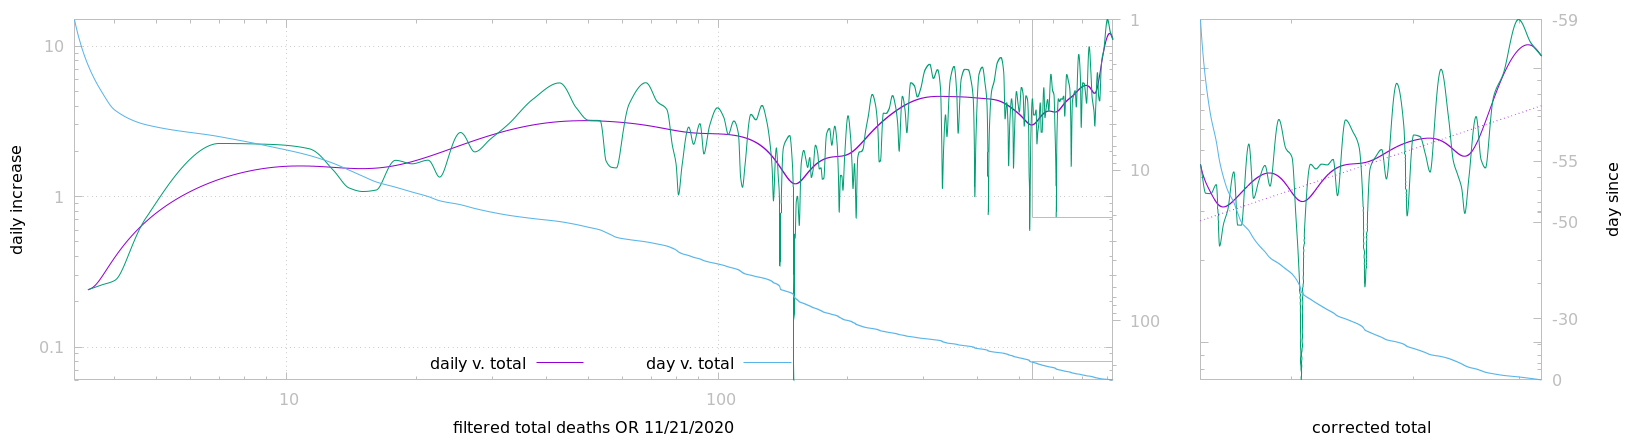 10
1
0.1
daily increase
10
100
1
10
100
daily v. total
day v. total
filtered total deaths OR 11/21/2020
-59
-55
-50
-30
0
day since
corrected total